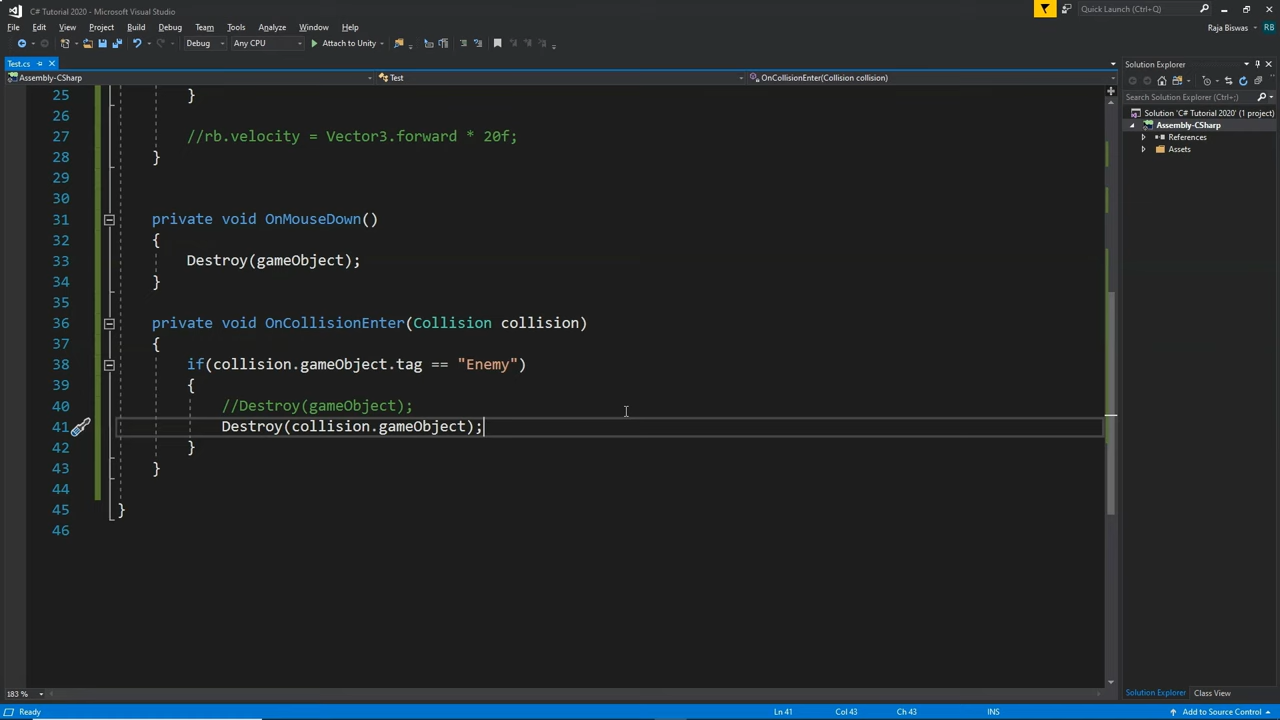 C# Tutorial 2020 - Microsoft Visual Studio
Quick Launch (Ctrl+Q)
File Edit View Project Build Debug Team Tools Analyze Window Help
Raja Biswas RB
Debug Any CPU Attach to Unity
Test.cs
Assembly-CSharp Test OnCollisionEnter(Collision collision)
25 }
26
27 //rb.velocity = Vector3.forward * 20f;
28 }
29
30
31 private void OnMouseDown()
32 {
33 Destroy(gameObject);
34 }
35
36 private void OnCollisionEnter(Collision collision)
37 {
38 if(collision.gameObject.tag == "Enemy")
39 {
40 //Destroy(gameObject);
41 Destroy(collision.gameObject);
42 }
43 }
44
45 }
46
Solution Explorer
Search Solution Explorer (Ctrl+;)
Solution 'C# Tutorial 2020' (1 project)
Assembly-CSharp
References
Assets
183 %
Solution Explorer Class View
Ready Ln 41 Col 43 Ch 43 INS Add to Source Control